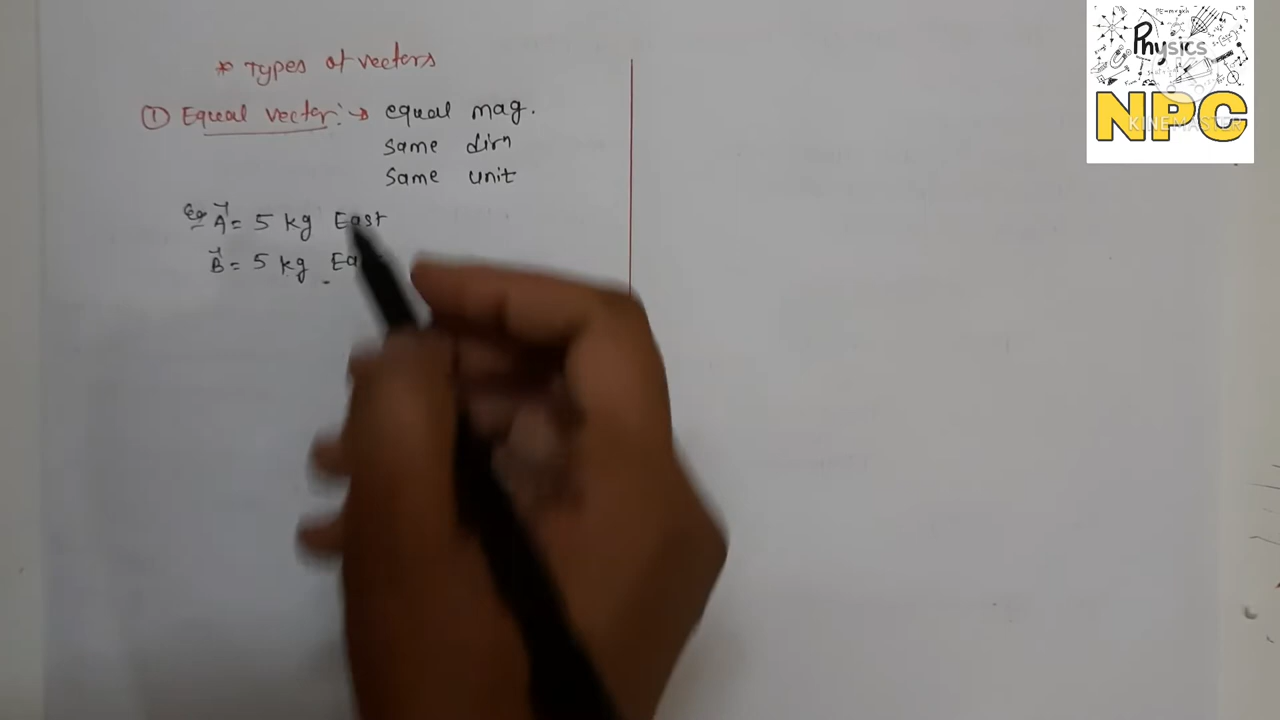 * Types of vectors
① Equal vector:→ equal mag.
same dirn
same unit
Eg A⃗ = 5 kg East
B⃗ = 5 kg
Physics
NPC
KINEMASTER